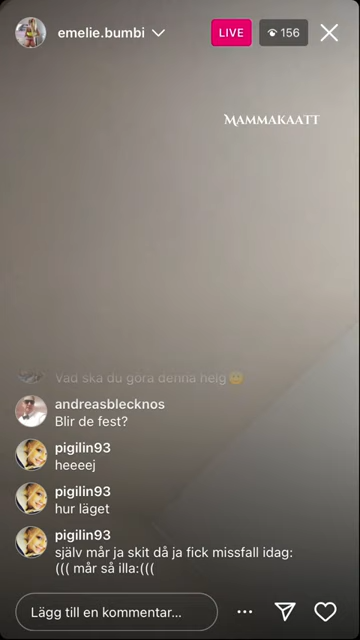 emelie.bumbi
LIVE
156
MAMMAKAATT
Vad ska du göra denna helg 😇
andreasblecknos
Blir de fest?
pigilin93
heeeej
pigilin93
hur läget
pigilin93
själv mår ja skit då ja fick missfall idag:
((( mår så illa:(((
Lägg till en kommentar...